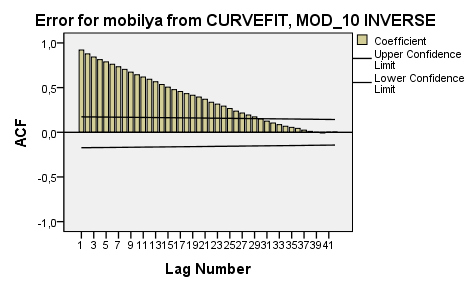 Error for mobilya from CURVEFIT, MOD_10 INVERSE
Coefficient
Upper Confidence
Limit
Lower Confidence
Limit
ACF
1,0
0,5
0,0
-0,5
-1,0
1 3 5 7 9 11 13 15 17 19 21 23 25 27 29 31 33 35 37 39 41
Lag Number